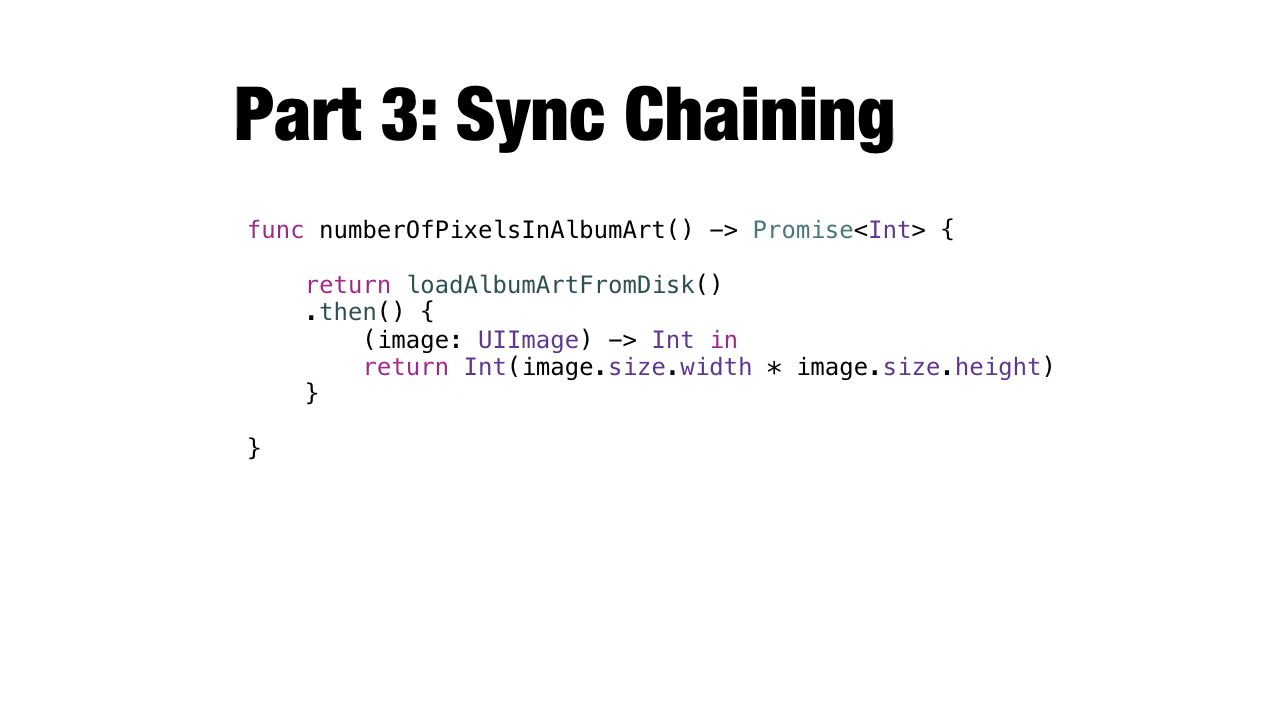 Part 3: Sync Chaining
func numberOfPixelsInAlbumArt() -> Promise<Int> {
return loadAlbumArtFromDisk()
.then() {
(image: UIImage) -> Int in
return Int(image.size.width * image.size.height)
}
}